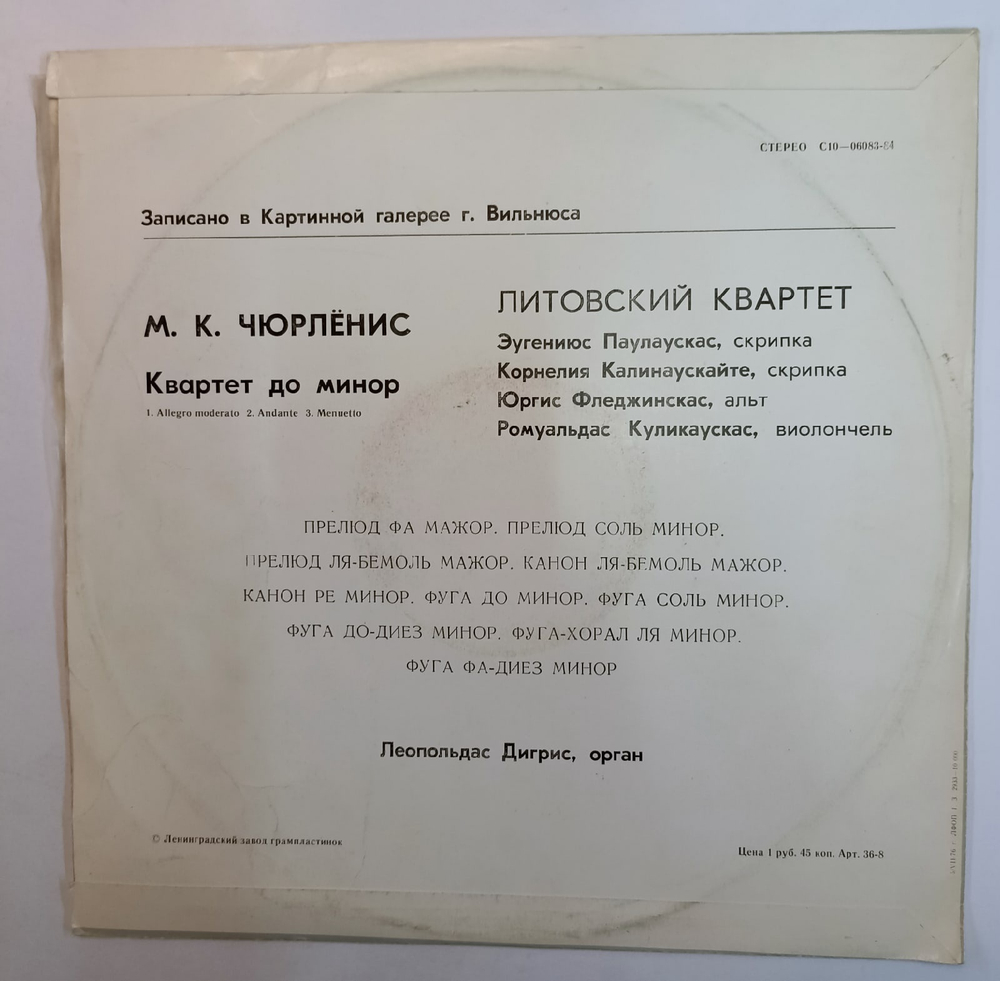 СТЕРЕО С10—06083-84
Записано в Картинной галерее г. Вильнюса
М. К. ЧЮРЛЁНИС
Квартет до минор
1. Allegro moderato 2. Andante 3. Menuetto
ЛИТОВСКИЙ КВАРТЕТ
Эугениюс Паулаускас, скрипка
Корнелия Калинаускайте, скрипка
Юргис Фледжинскас, альт
Ромуальдас Куликаускас, виолончель
ПРЕЛЮД ФА МАЖОР. ПРЕЛЮД СОЛЬ МИНОР.
ПРЕЛЮД ЛЯ-БЕМОЛЬ МАЖОР. КАНОН ЛЯ-БЕМОЛЬ МАЖОР.
КАНОН РЕ МИНОР. ФУГА ДО МИНОР. ФУГА СОЛЬ МИНОР.
ФУГА ДО-ДИЕЗ МИНОР. ФУГА-ХОРАЛ ЛЯ МИНОР.
ФУГА ФА-ДИЕЗ МИНОР
Леопольдас Дигрис, орган
© Ленинградский завод грампластинок
Цена 1 руб. 45 коп. Арт. 36-8